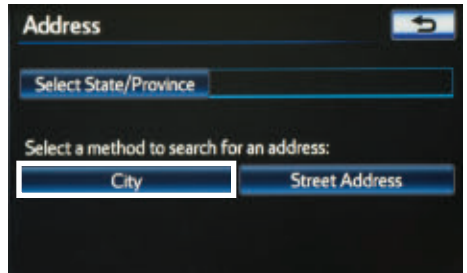 Address
Select State/Province
Select a method to search for an address:
City
Street Address